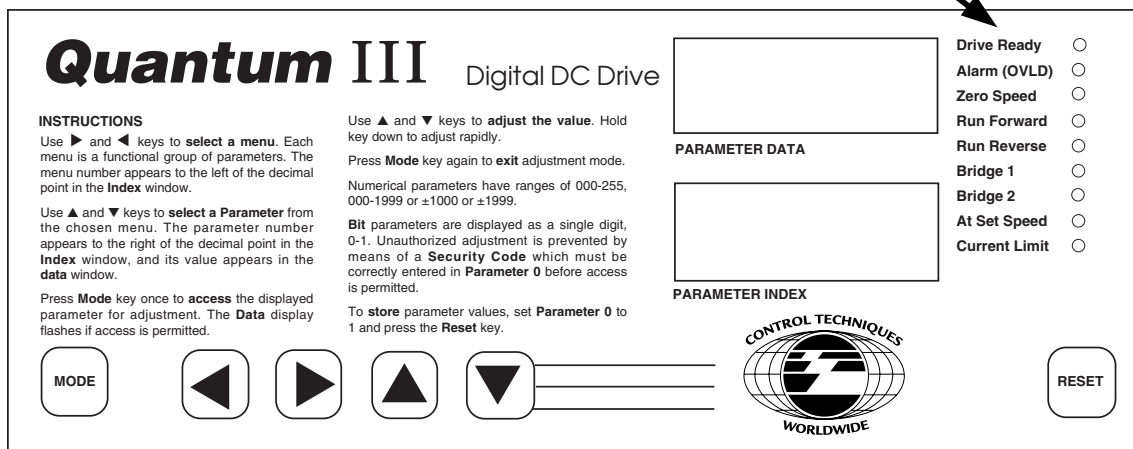 Quantum III Digital DC Drive
INSTRUCTIONS
Use ▶ and ◀ keys to select a menu. Each
menu is a functional group of parameters. The
menu number appears to the left of the decimal
point in the Index window.
Use ▲ and ▼ keys to select a Parameter from
the chosen menu. The parameter number
appears to the right of the decimal point in the
Index window, and its value appears in the
data window.
Press Mode key once to access the displayed
parameter for adjustment. The Data display
flashes if access is permitted.
Use ▲ and ▼ keys to adjust the value. Hold
key down to adjust rapidly.
Press Mode key again to exit adjustment mode.
Numerical parameters have ranges of 000-255,
000-1999 or ±1000 or ±1999.
Bit parameters are displayed as a single digit,
0-1. Unauthorized adjustment is prevented by
means of a Security Code which must be
correctly entered in Parameter 0 before access
is permitted.
To store parameter values, set Parameter 0 to
1 and press the Reset key.
PARAMETER DATA
PARAMETER INDEX
Drive Ready
Alarm (OVLD)
Zero Speed
Run Forward
Run Reverse
Bridge 1
Bridge 2
At Set Speed
Current Limit
MODE
CONTROL TECHNIQUES
WORLDWIDE
RESET